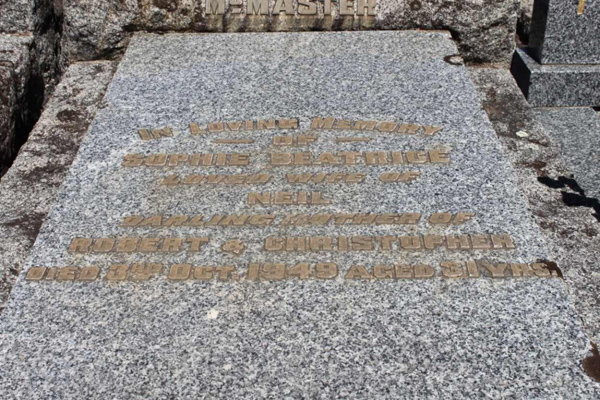 McMASTER
IN LOVING MEMORY
— OF —
SOPHIE BEATRICE
LOVED WIFE OF
NEIL
DARLING MOTHER OF
ROBERT & CHRISTOPHER
DIED 3RD OCT. 1949 AGED 31 YRS.